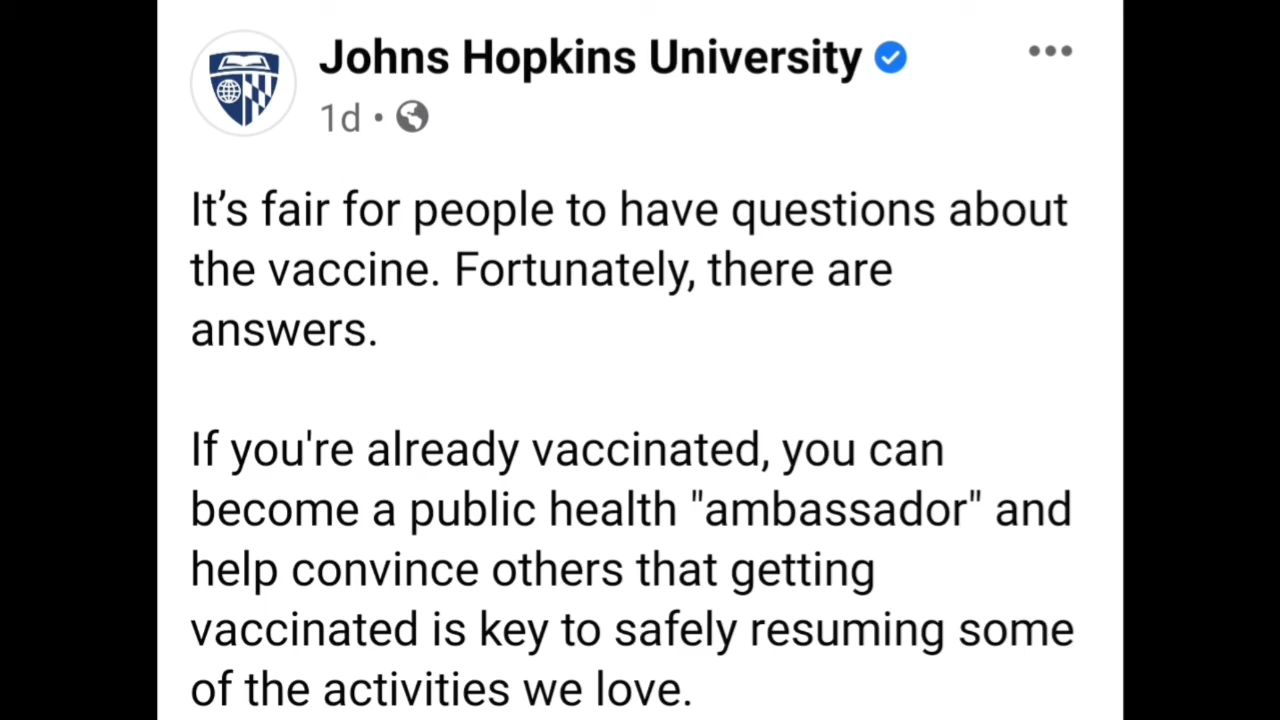 Johns Hopkins University
1d •
It’s fair for people to have questions about
the vaccine. Fortunately, there are
answers.
If you're already vaccinated, you can
become a public health "ambassador" and
help convince others that getting
vaccinated is key to safely resuming some
of the activities we love.